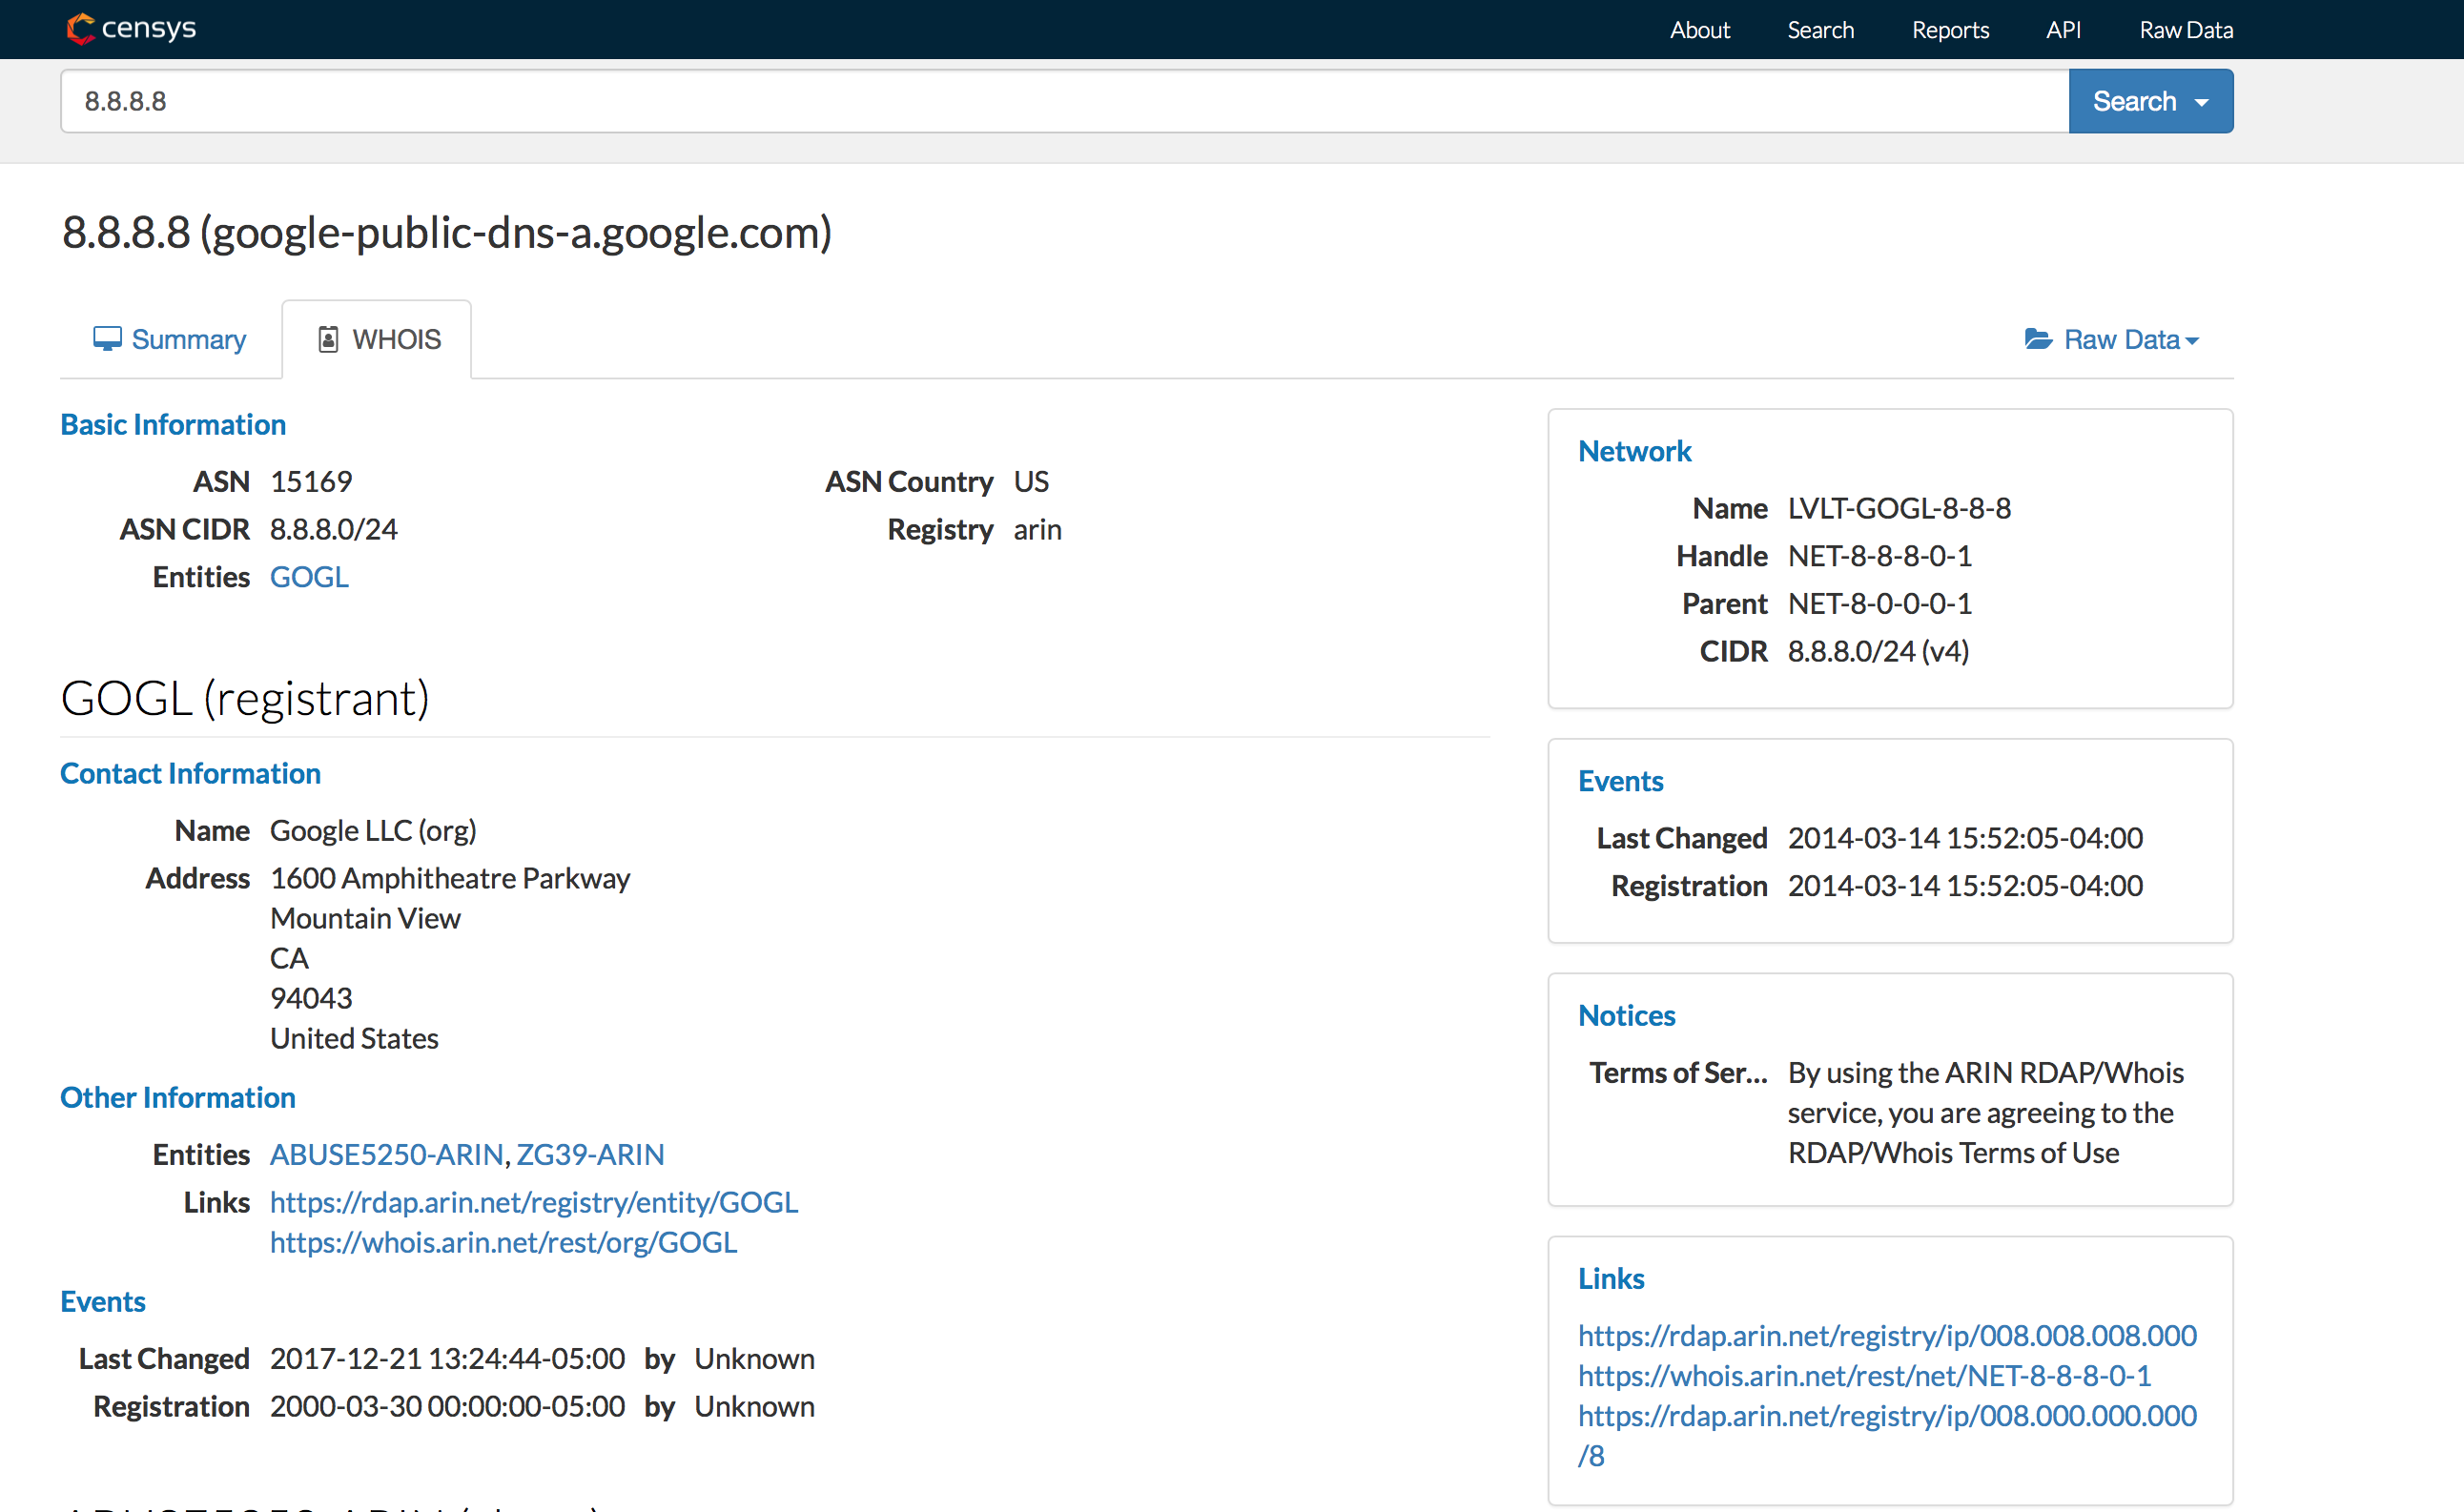 censys
About Search Reports API Raw Data
8.8.8.8
Search
8.8.8.8 (google-public-dns-a.google.com)
Summary
WHOIS
Raw Data
Basic Information
ASN 15169
ASN Country US
ASN CIDR 8.8.8.0/24
Registry arin
Entities GOGL
GOGL (registrant)
Contact Information
Name Google LLC (org)
Address 1600 Amphitheatre Parkway
Mountain View
CA
94043
United States
Other Information
Entities ABUSE5250-ARIN, ZG39-ARIN
Links https://rdap.arin.net/registry/entity/GOGL
https://whois.arin.net/rest/org/GOGL
Events
Last Changed 2017-12-21 13:24:44-05:00 by Unknown
Registration 2000-03-30 00:00:00-05:00 by Unknown
Network
Name LVLT-GOGL-8-8-8
Handle NET-8-8-8-0-1
Parent NET-8-0-0-0-1
CIDR 8.8.8.0/24 (v4)
Events
Last Changed 2014-03-14 15:52:05-04:00
Registration 2014-03-14 15:52:05-04:00
Notices
Terms of Ser... By using the ARIN RDAP/Whois
service, you are agreeing to the
RDAP/Whois Terms of Use
Links
https://rdap.arin.net/registry/ip/008.008.008.000
https://whois.arin.net/rest/net/NET-8-8-8-0-1
https://rdap.arin.net/registry/ip/008.000.000.000
/8